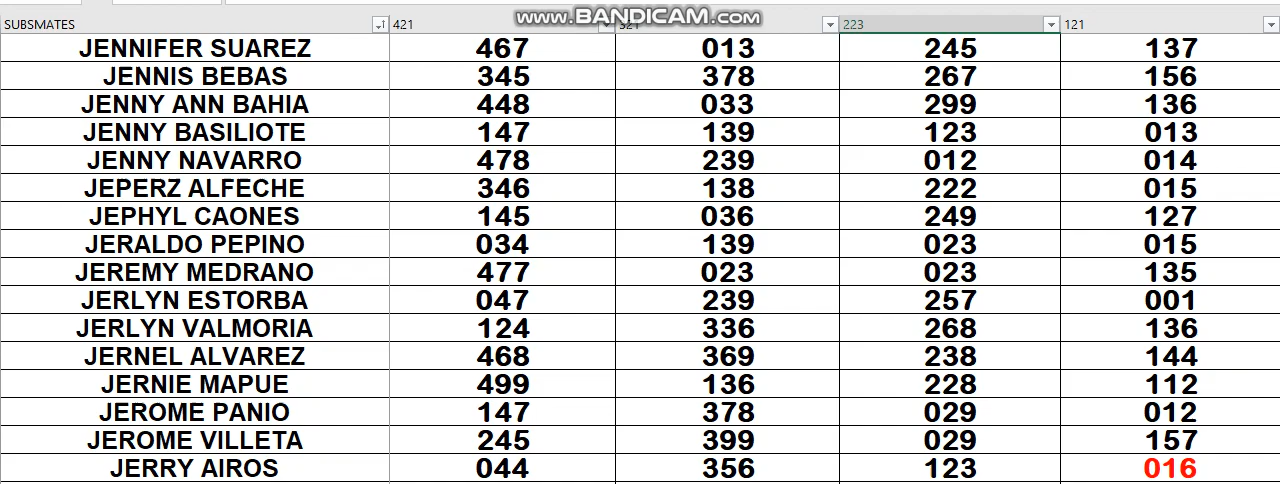 www.BANDICAM.com
SUBSMATES 421 321 223 121
JENNIFER SUAREZ 467 013 245 137
JENNIS BEBAS 345 378 267 156
JENNY ANN BAHIA 448 033 299 136
JENNY BASILIOTE 147 139 123 013
JENNY NAVARRO 478 239 012 014
JEPERZ ALFECHE 346 138 222 015
JEPHYL CAONES 145 036 249 127
JERALDO PEPINO 034 139 023 015
JEREMY MEDRANO 477 023 023 135
JERLYN ESTORBA 047 239 257 001
JERLYN VALMORIA 124 336 268 136
JERNEL ALVAREZ 468 369 238 144
JERNIE MAPUE 499 136 228 112
JEROME PANIO 147 378 029 012
JEROME VILLETA 245 399 029 157
JERRY AIROS 044 356 123 016